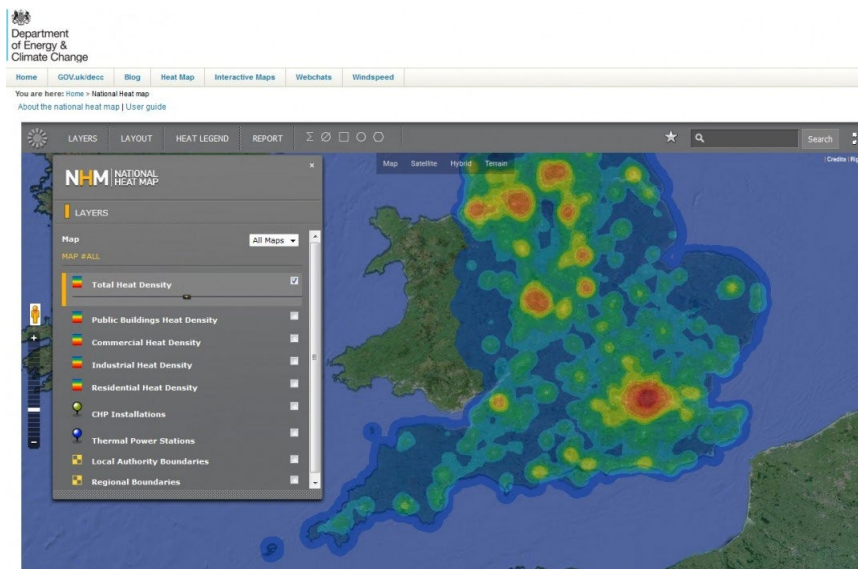 Department
of Energy &
Climate Change
Home GOV.uk/decc Blog Heat Map Interactive Maps Webchats Windspeed
You are here: Home > National Heat map
About the national heat map | User guide
LAYERS LAYOUT HEAT LEGEND REPORT Σ Search
Map Satellite Hybrid Terrain
| Credits |
NHM NATIONAL
HEAT MAP
LAYERS
Map All Maps
MAP #ALL
Total Heat Density
Public Buildings Heat Density
Commercial Heat Density
Industrial Heat Density
Residential Heat Density
CHP Installations
Thermal Power Stations
Local Authority Boundaries
Regional Boundaries